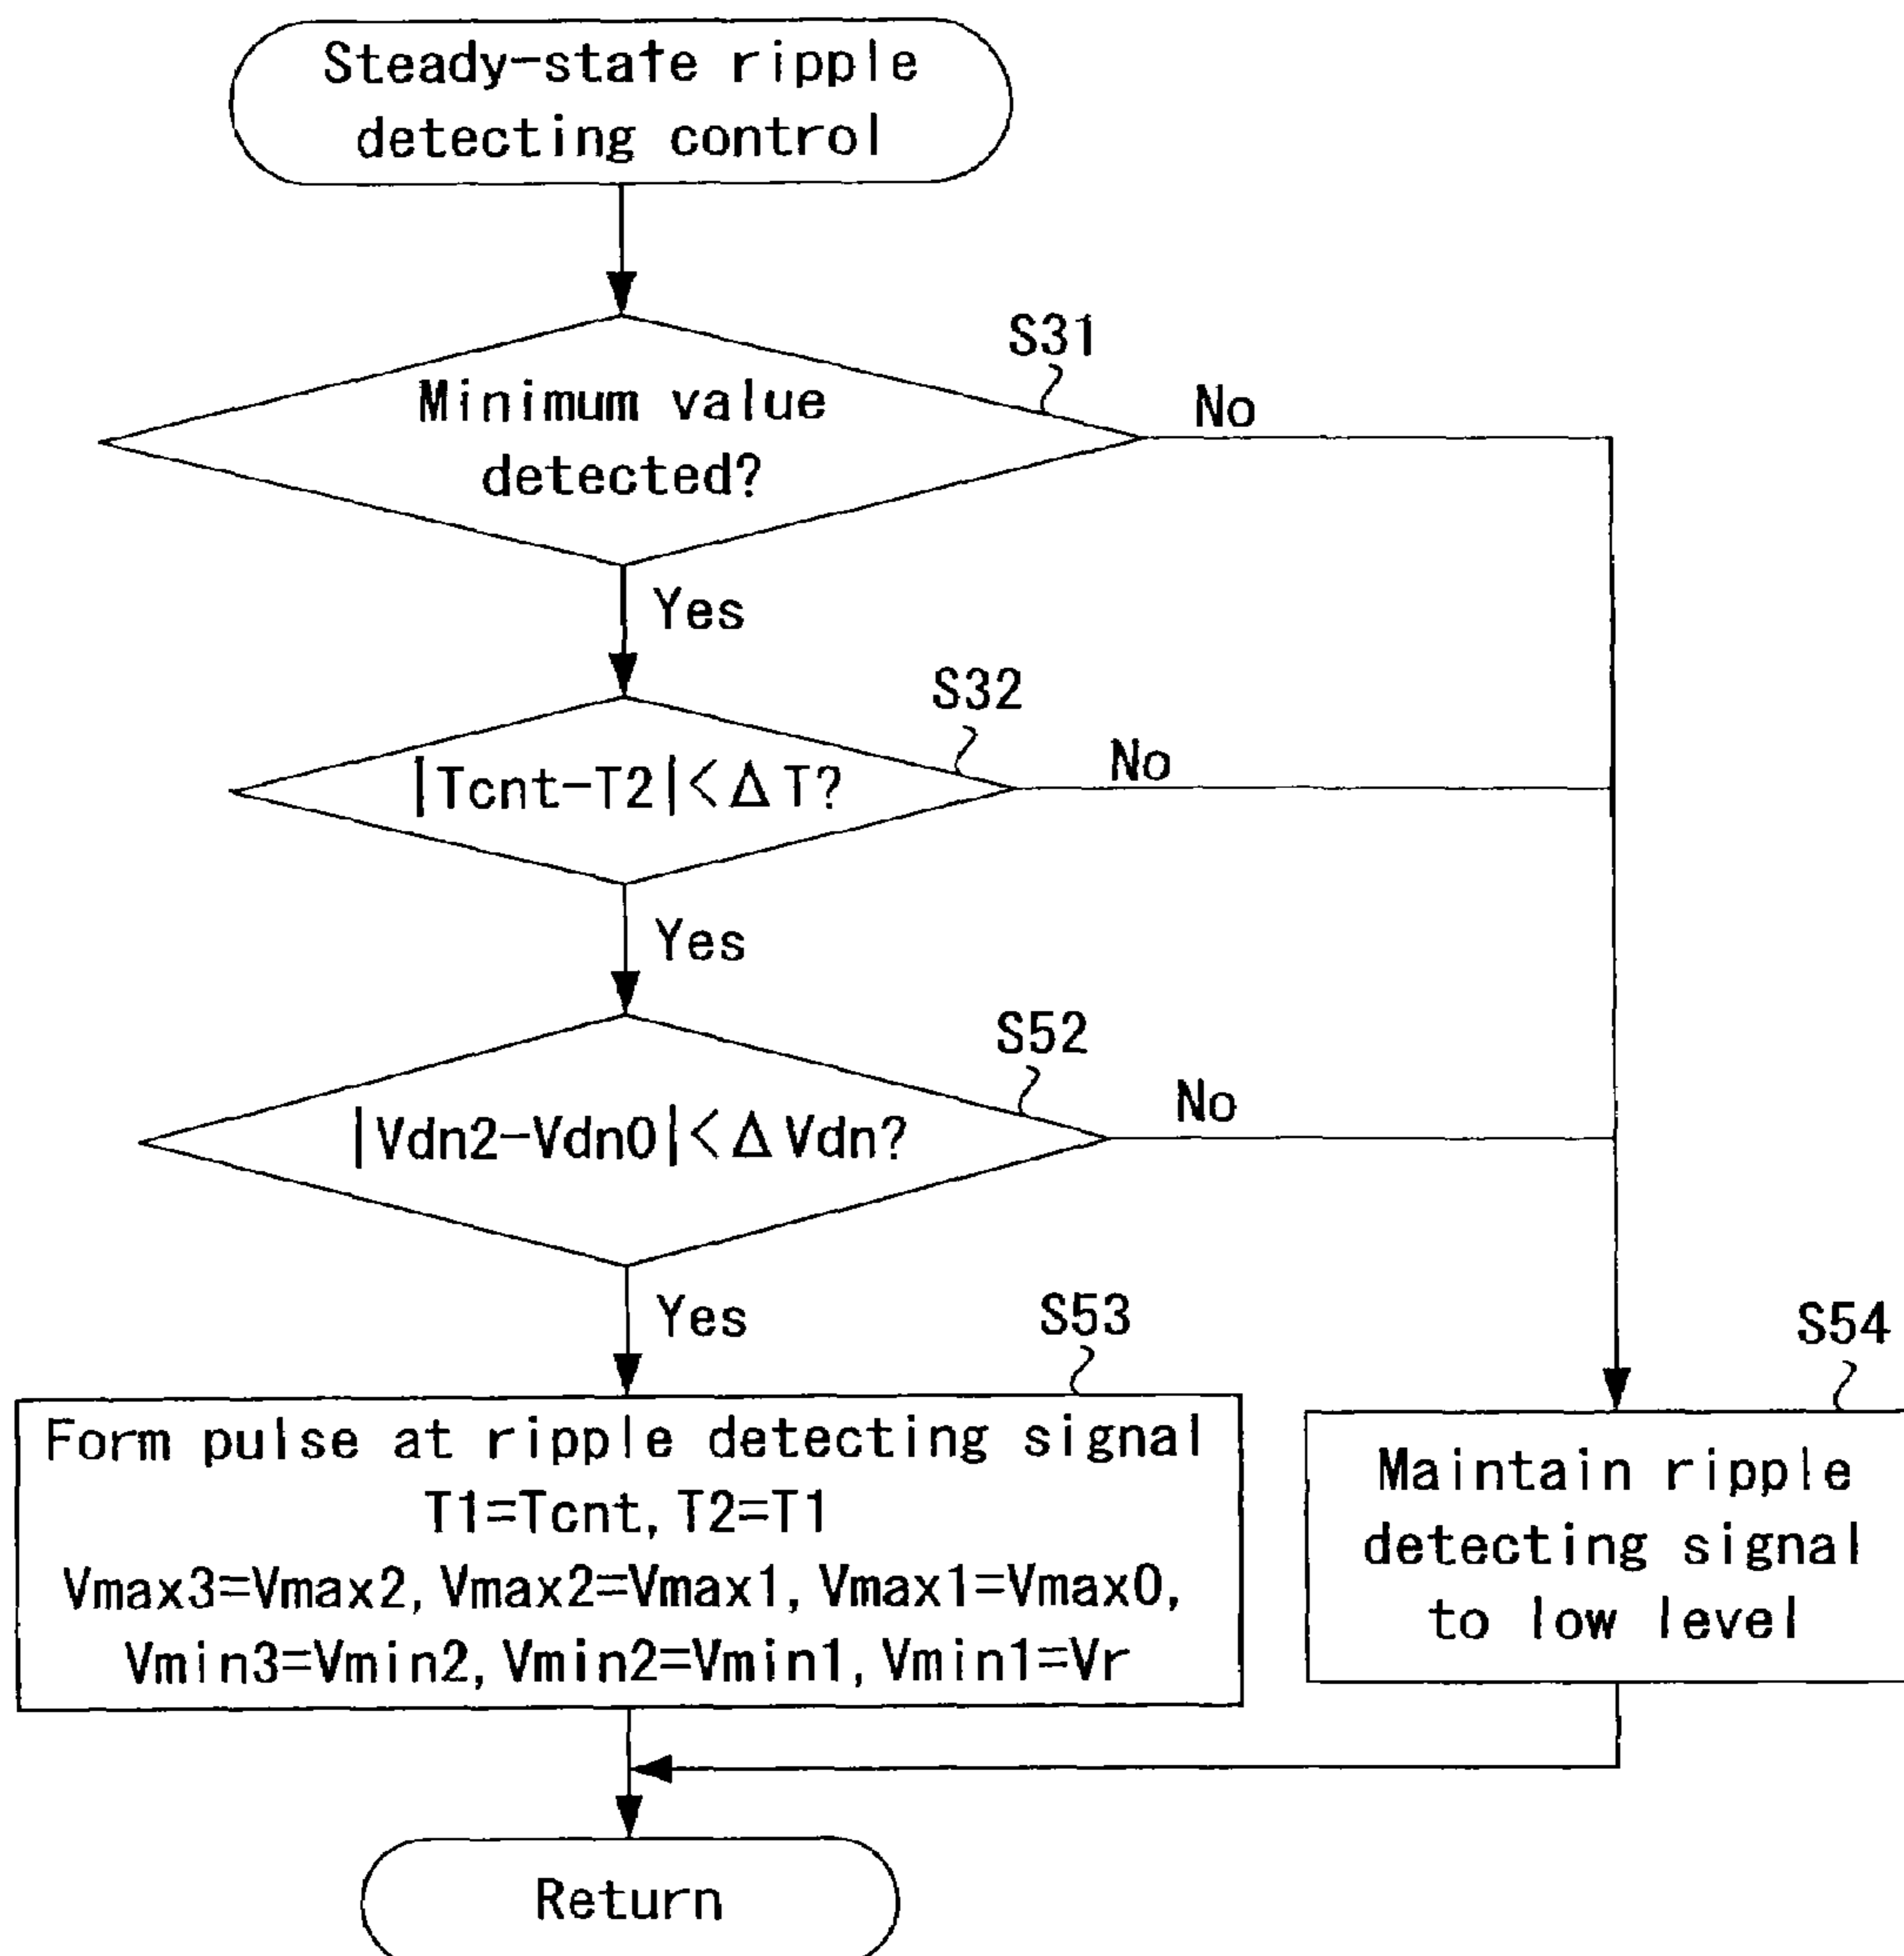 Steady-state ripple
detecting control
S31
Minimum value
detected?
No
Yes
S32
|Tcnt-T2|<ΔT?
No
Yes
S52
|Vdn2-Vdn0|<ΔVdn?
No
Yes
S53
Form pulse at ripple detecting signal
T1=Tcnt, T2=T1
Vmax3=Vmax2, Vmax2=Vmax1, Vmax1=Vmax0,
Vmin3=Vmin2, Vmin2=Vmin1, Vmin1=Vr
S54
Maintain ripple
detecting signal
to low level
Return